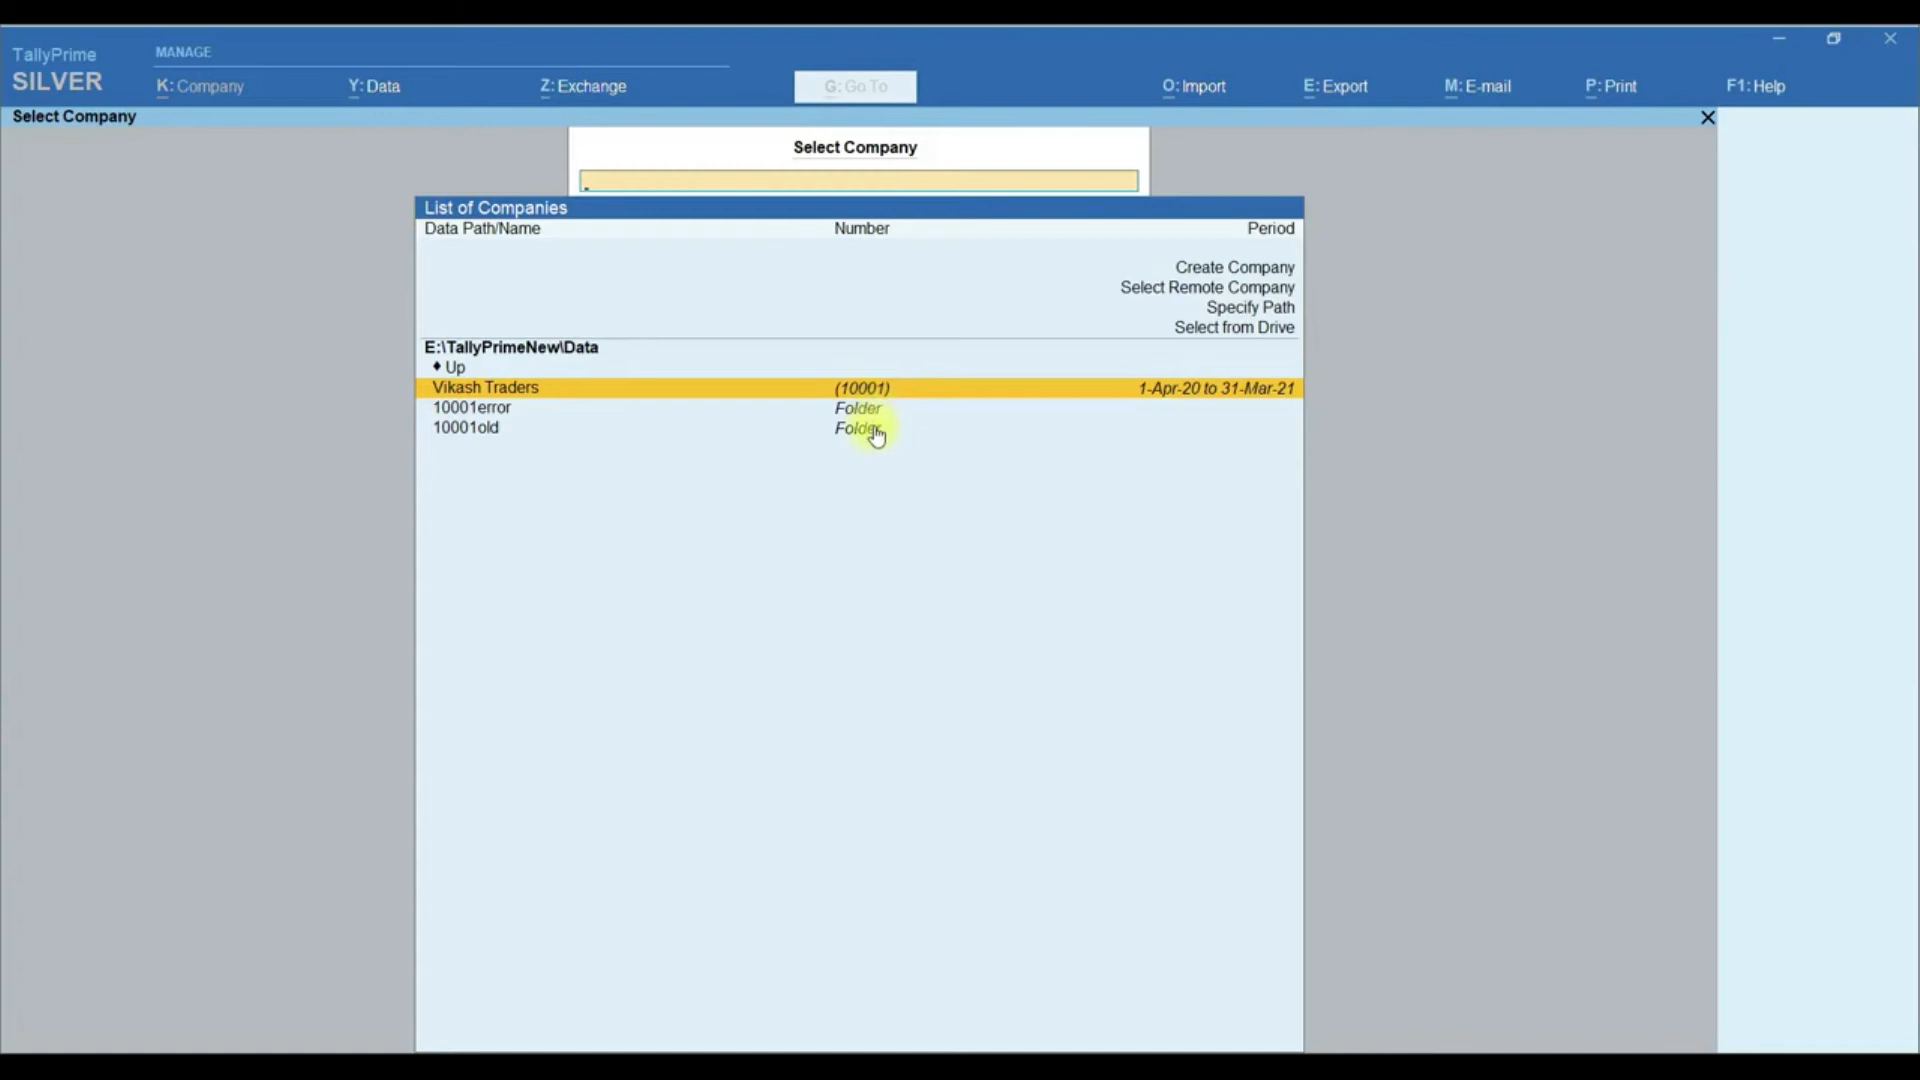 TallyPrime
SILVER
MANAGE
K: Company
Y: Data
Z: Exchange
G: Go To
O: Import
E: Export
M: E-mail
P: Print
F1: Help
Select Company
Select Company
List of Companies
Data Path/Name Number Period
Create Company
Select Remote Company
Specify Path
Select from Drive
E:\TallyPrimeNew\Data
♦ Up
Vikash Traders (10001) 1-Apr-20 to 31-Mar-21
10001error Folder
10001old Folder